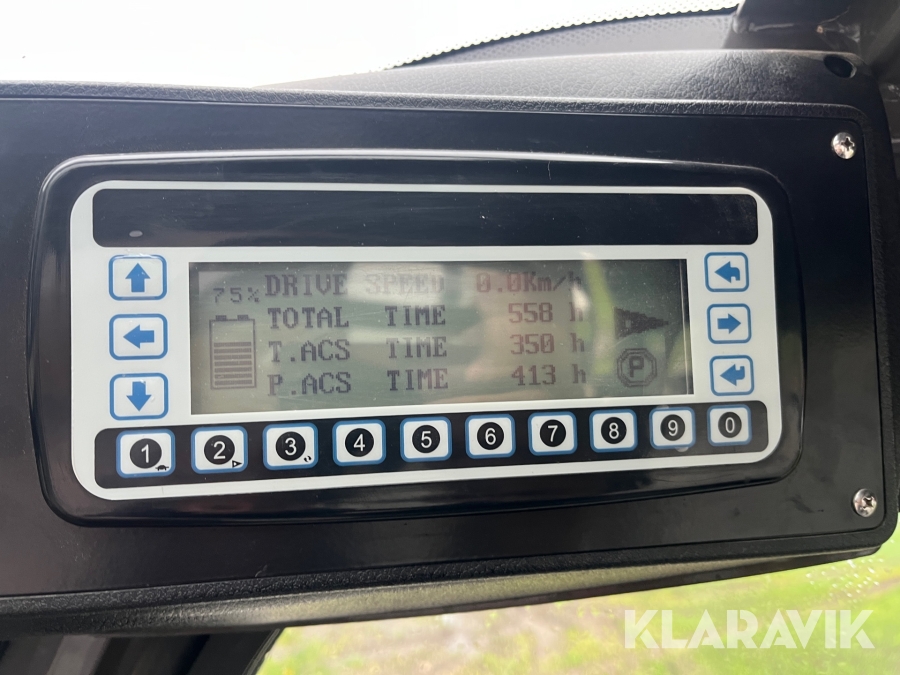 75%
DRIVE SPEED 0.0Km/h
TOTAL TIME 558 h
T.ACS TIME 350 h
P.ACS TIME 413 h
P
1 2 3 4 5 6 7 8 9 0
KLARAVIK